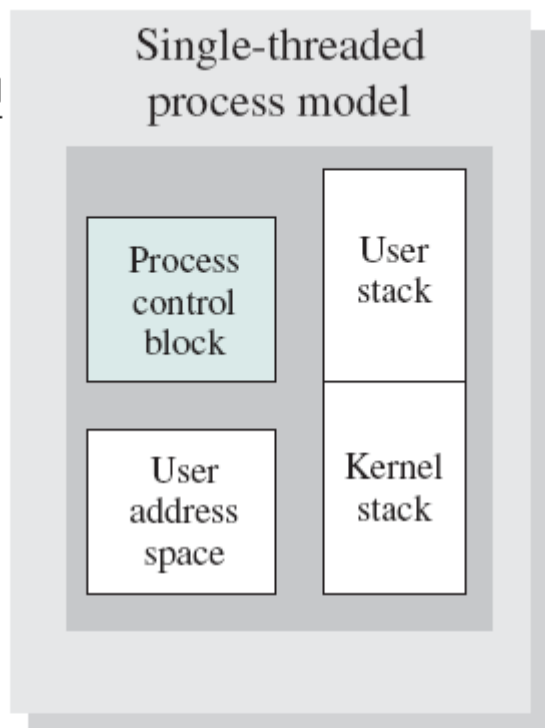 Single-threaded
process model
Process
control
block
User
stack
User
address
space
Kernel
stack